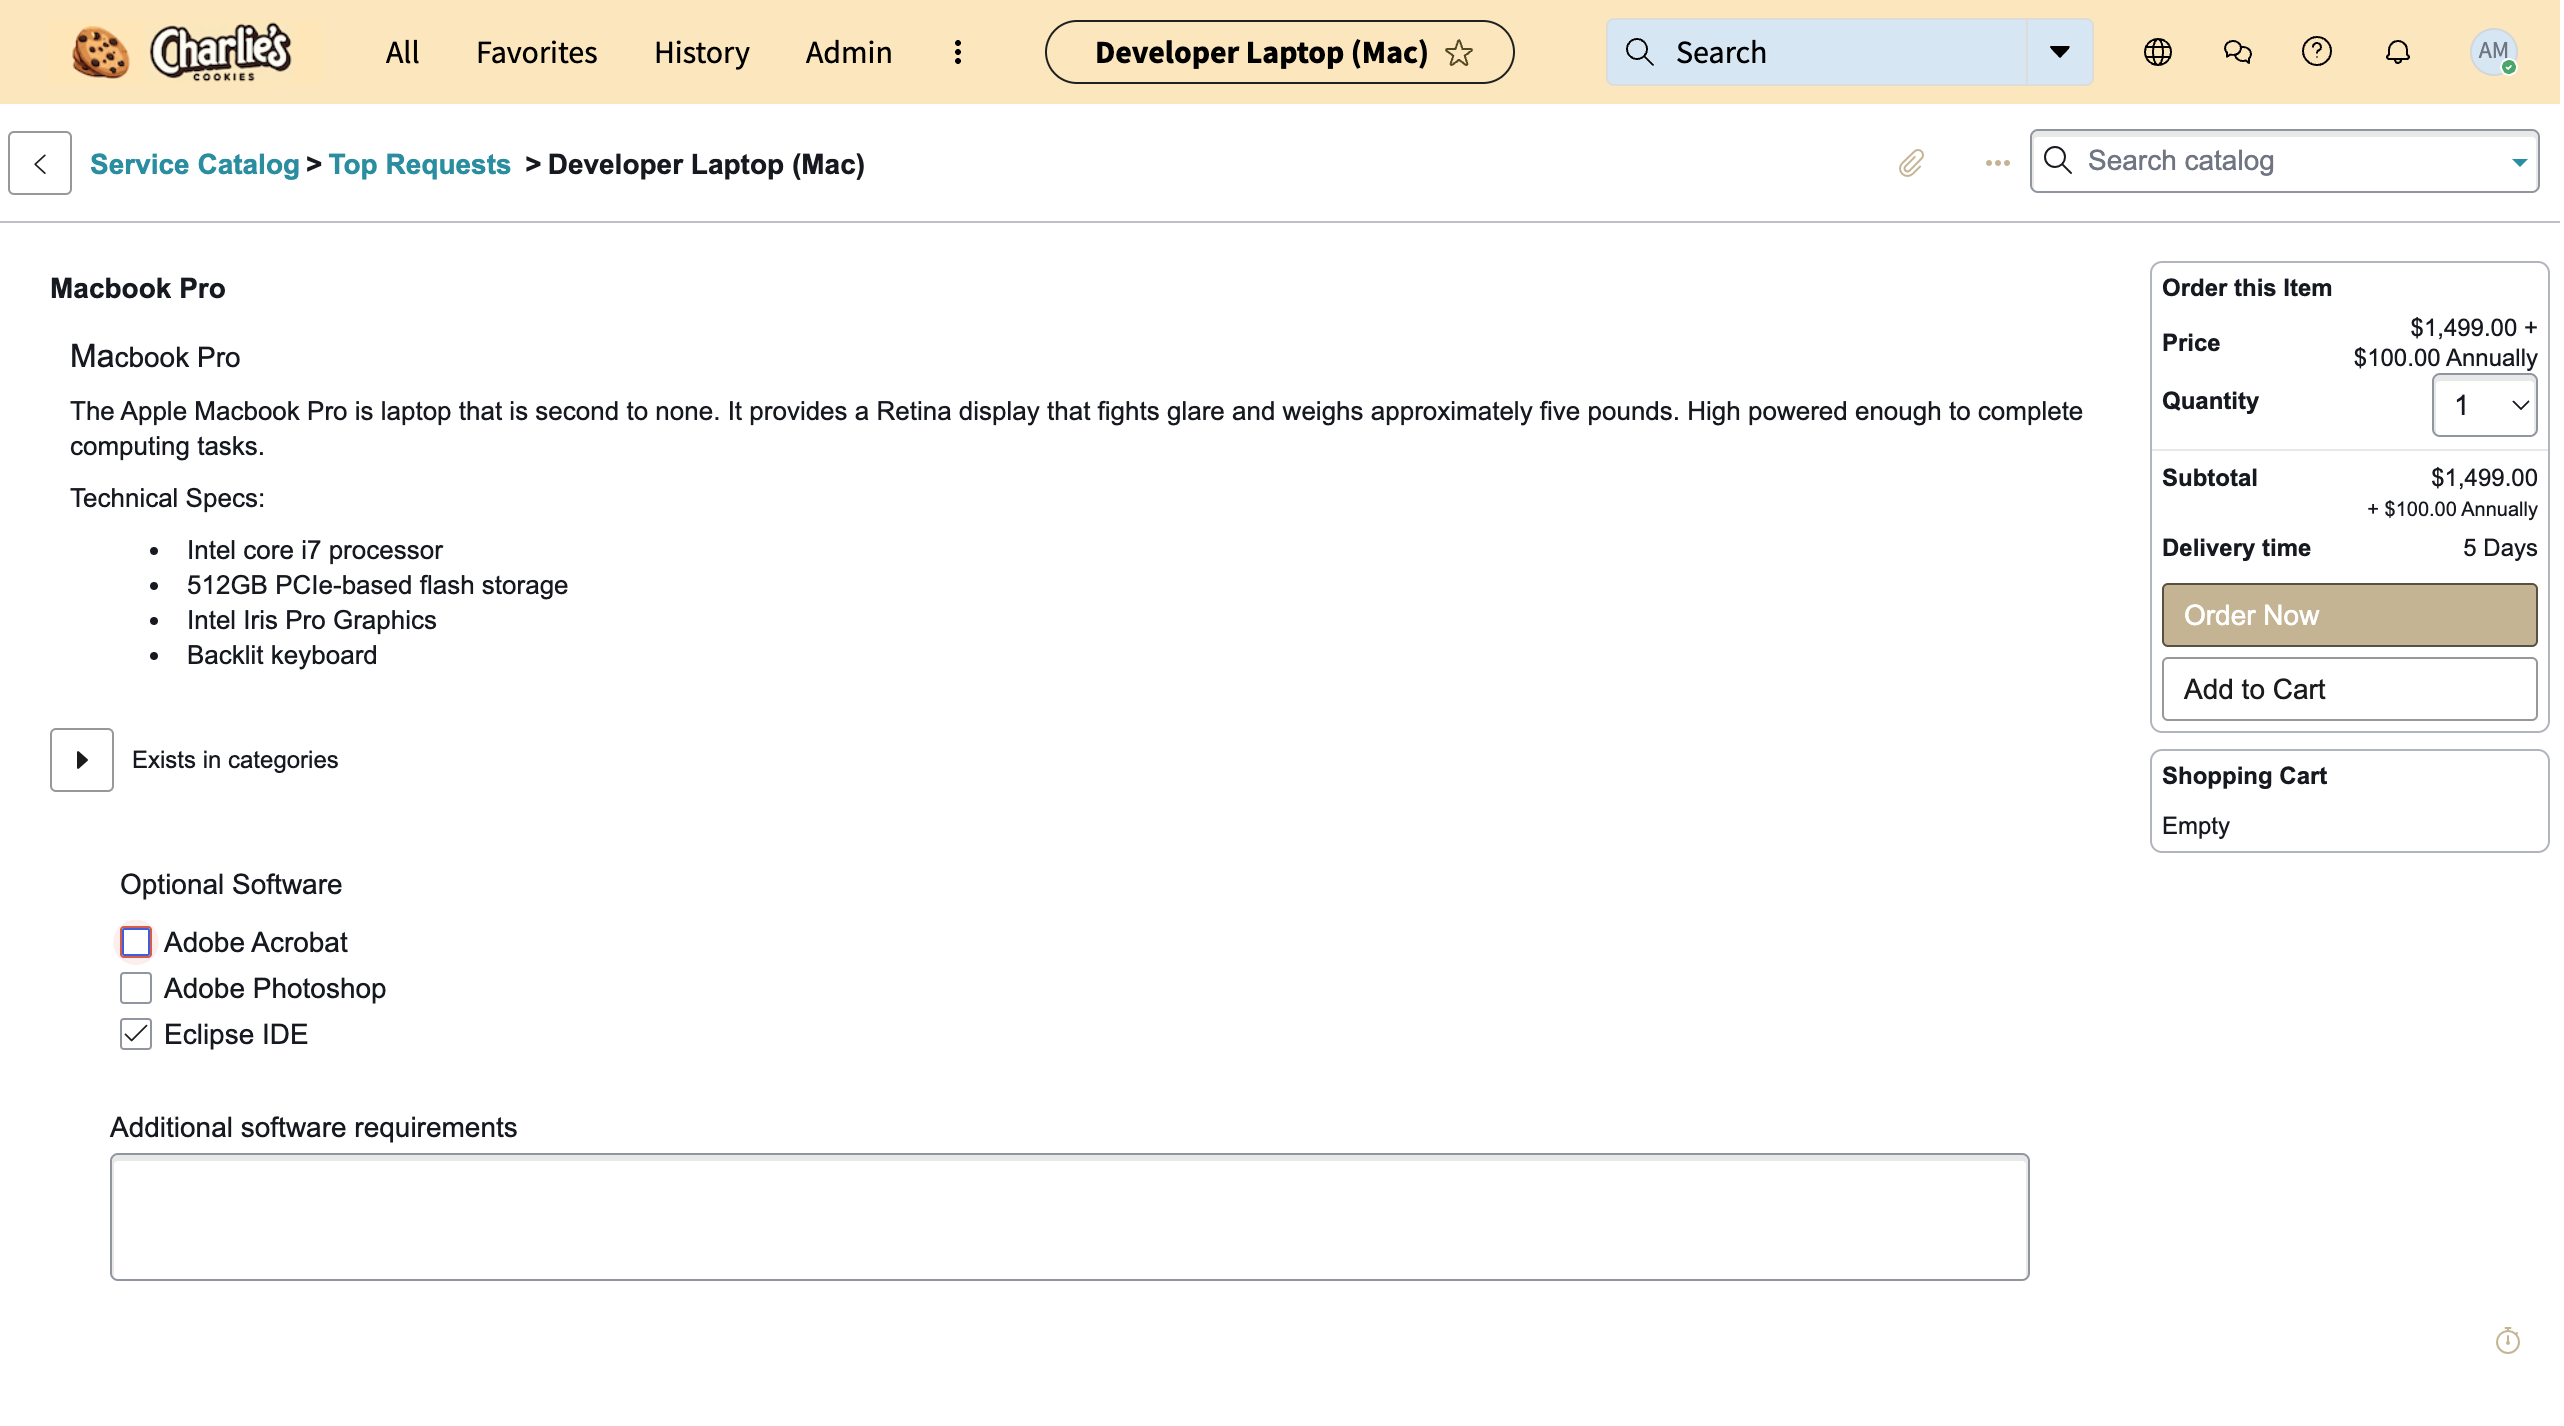 Charlie's
COOKIES
All
Favorites
History
Admin
Developer Laptop (Mac)
Search
AM
Service Catalog > Top Requests > Developer Laptop (Mac)
Search catalog
Macbook Pro
Macbook Pro
The Apple Macbook Pro is laptop that is second to none. It provides a Retina display that fights glare and weighs approximately five pounds. High powered enough to complete
computing tasks.
Technical Specs:
• Intel core i7 processor
• 512GB PCIe-based flash storage
• Intel Iris Pro Graphics
• Backlit keyboard
Exists in categories
Optional Software
Adobe Acrobat
Adobe Photoshop
Eclipse IDE
Additional software requirements
Order this Item
Price
$1,499.00 +
$100.00 Annually
Quantity
1
Subtotal
$1,499.00
+ $100.00 Annually
Delivery time
5 Days
Order Now
Add to Cart
Shopping Cart
Empty